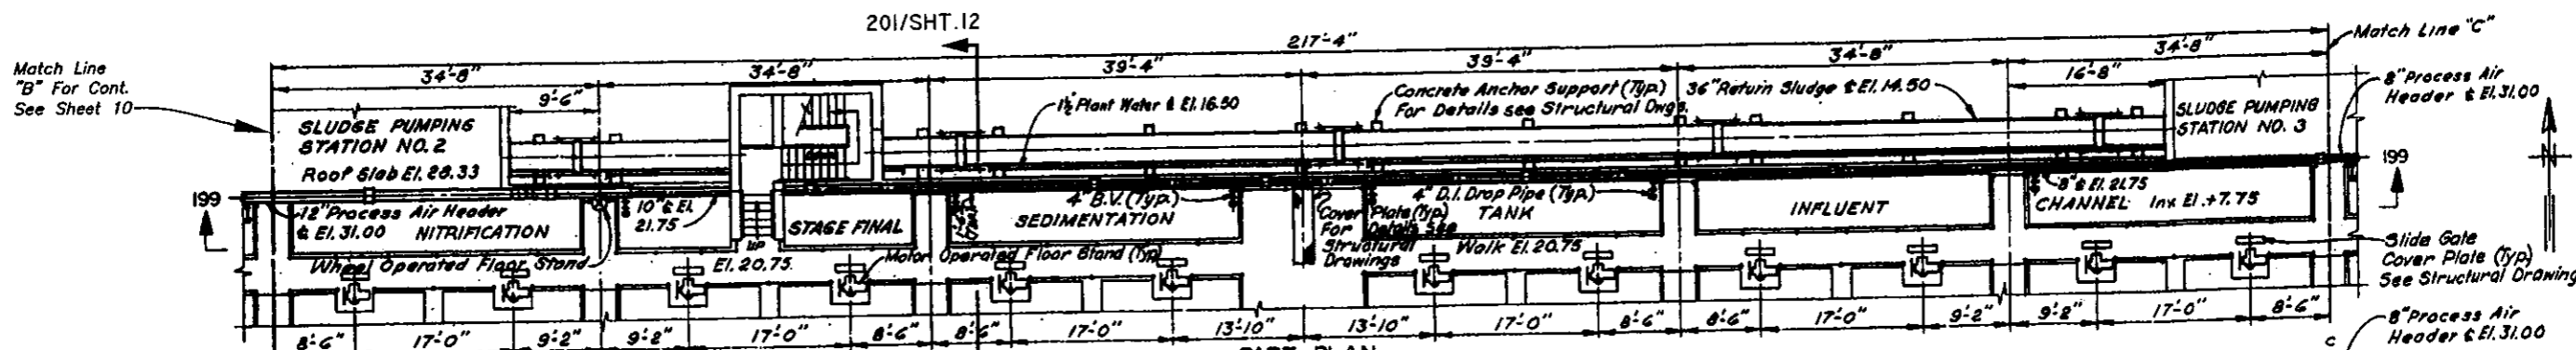 201/SHT.12
217'-4"
Match Line "C"
Match Line
"B" For Cont.
See Sheet 10
34'-8"
34'-8"
39'-4"
39'-4"
34'-8"
34'-8"
9'-6"
16'-8"
1½" Plant Water ℄ El. 16.50
Concrete Anchor Support (Typ.)
For Details see Structural Dwgs.
36" Return Sludge ℄ El. 14.50
8" Process Air
Header ℄ El. 31.00
SLUDGE PUMPING
STATION NO. 2
Roof Slab El. 28.33
SLUDGE PUMPING
STATION NO. 3
N
199
199
12" Process Air Header
℄ El. 31.00
NITRIFICATION
10" ℄ El.
21.75
UP
STAGE FINAL
4" B.V. (Typ.)
SEDIMENTATION
Cover Plate (Typ.)
For Details See
Structural
Drawings
4" D.I. Drop Pipe (Typ.)
TANK
INFLUENT
8" ℄ El. 21.75
CHANNEL Inv. El. +7.75
Wheel Operated Floor Stand
El. 20.75
Motor Operated Floor Stand (Typ.)
Walk El. 20.75
Slide Gate
Cover Plate (Typ.)
See Structural Drawing
8'-6" 17'-0" 9'-2" 9'-2" 17'-0" 8'-6" 8'-6" 17'-0" 13'-10" 13'-10" 17'-0" 8'-6" 8'-6" 17'-0" 9'-2" 9'-2" 17'-0" 8'-6"
C
8" Process Air
Header ℄ El. 31.00
PART PLAN